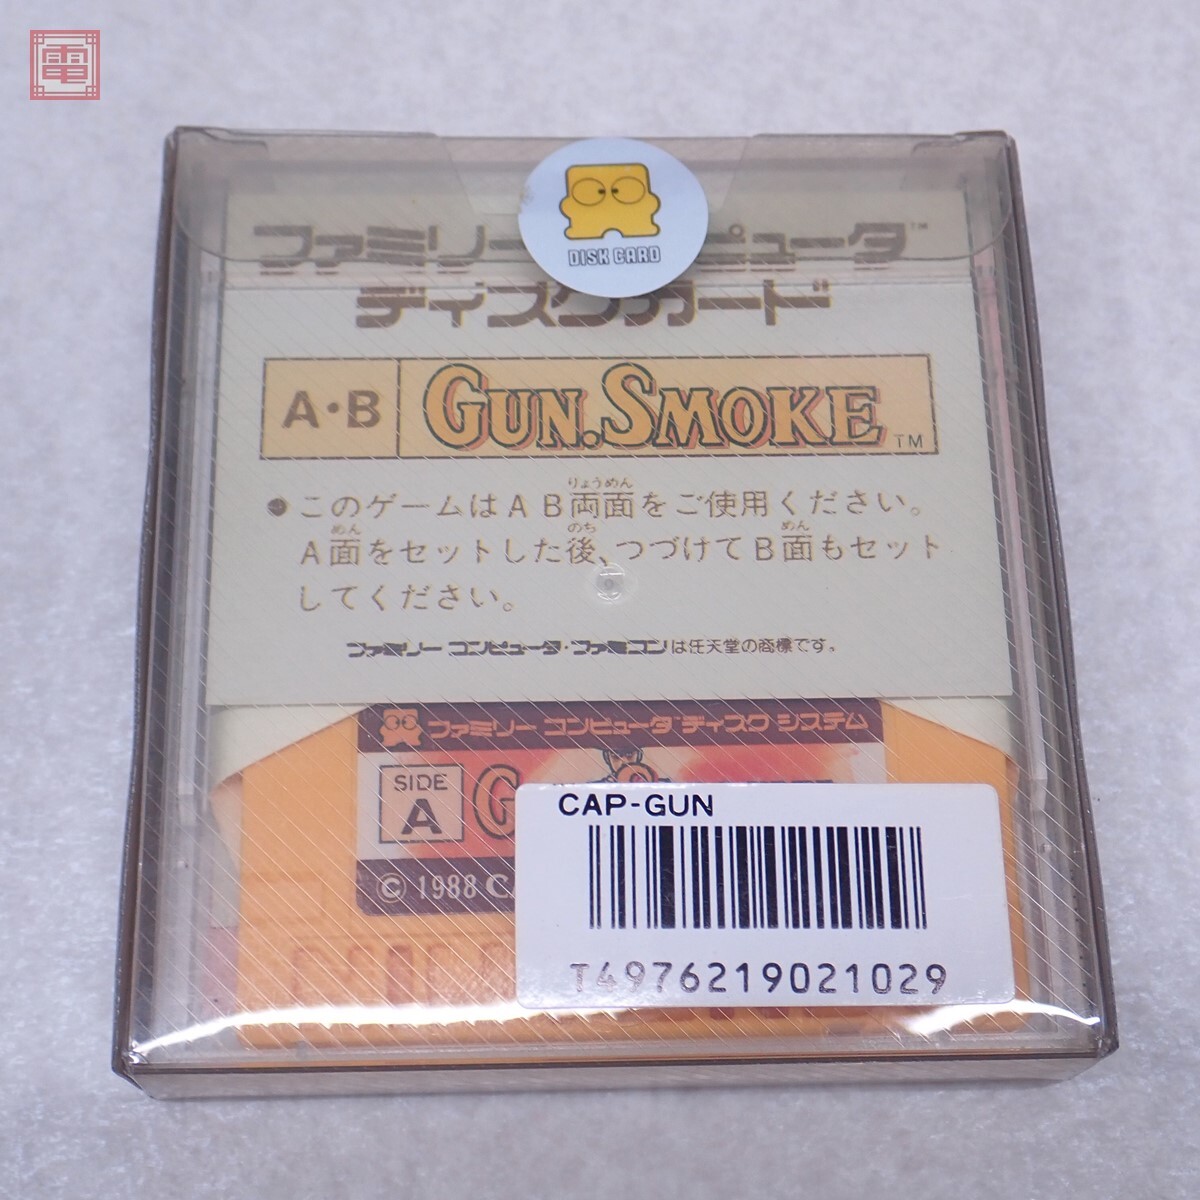 電
DISK CARD
ファミリー ピュータ™
ディスクカード
A・B
GUN.SMOKE TM
りょうめん
●このゲームはAB両面をご使用ください。
めん のち めん
A面をセットした後、つづけてB面もセット
してください。
ファミリー コンピュータ・ファミコンは任天堂の商標です。
ファミリー コンピュータ™ ディスク システム
SIDE
A
© 1988
CAP-GUN
T4976219021029